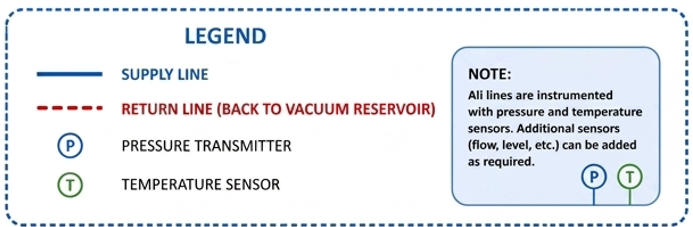 LEGEND
SUPPLY LINE
RETURN LINE (BACK TO VACUUM RESERVOIR)
P PRESSURE TRANSMITTER
T TEMPERATURE SENSOR
NOTE:
All lines are instrumented
with pressure and temperature
sensors. Additional sensors
(flow, level, etc.) can be added
as required.
P T